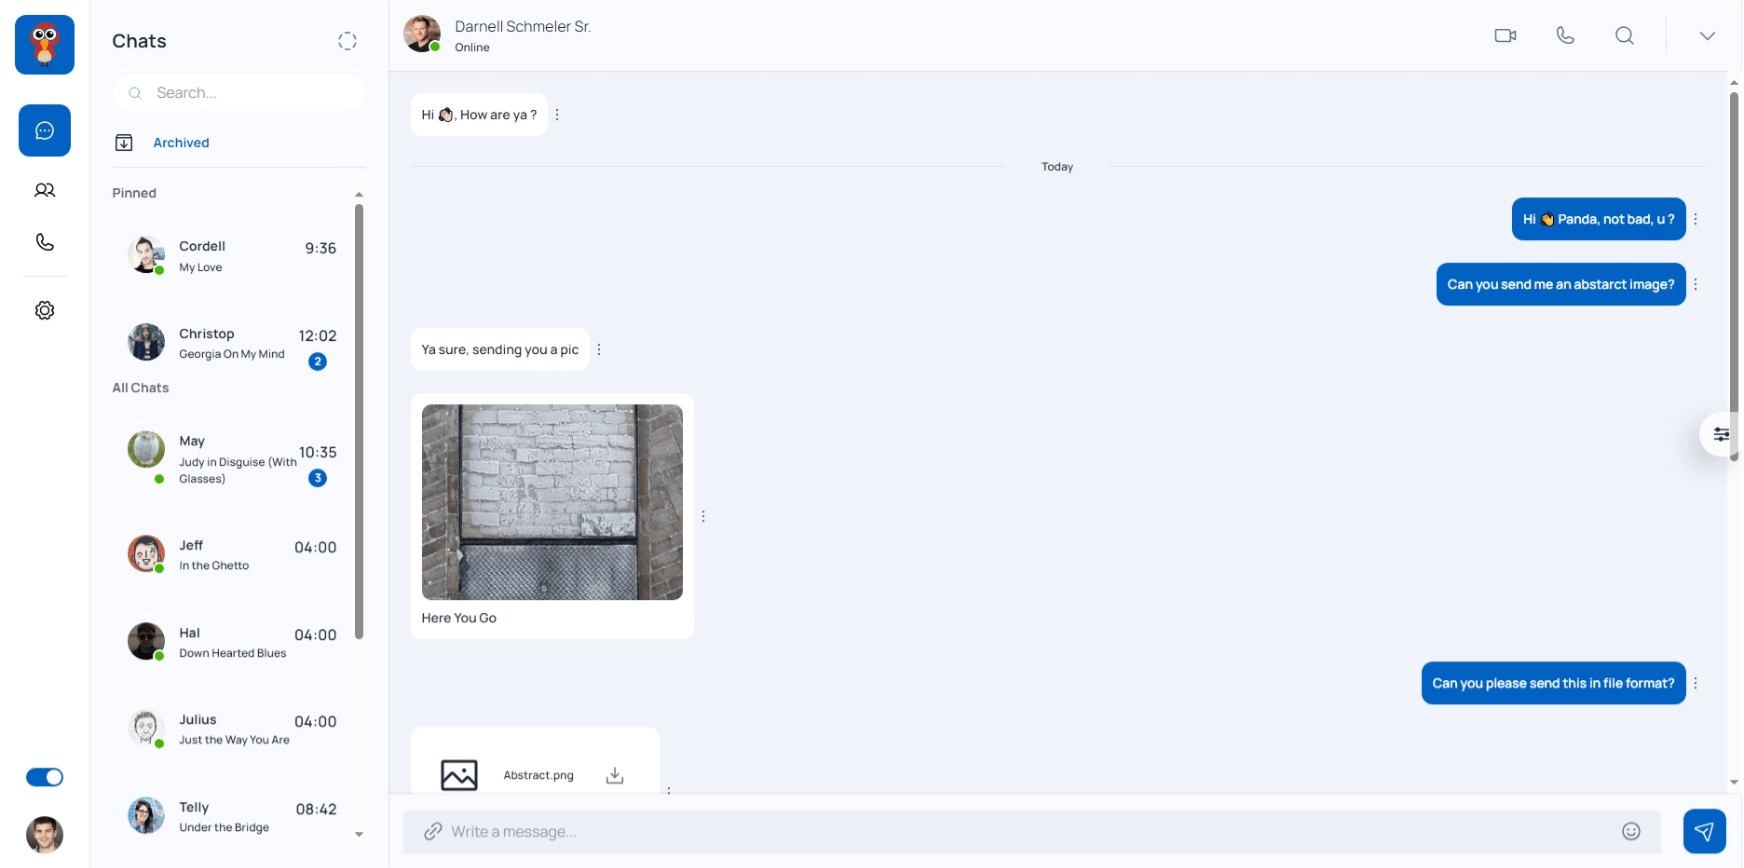 Chats
Search...
Archived
Pinned
Cordell
9:36
My Love
Christop
12:02
Georgia On My Mind
2
All Chats
May
10:35
Judy in Disguise (With
Glasses)
3
Jeff
04:00
In the Ghetto
Hal
04:00
Down Hearted Blues
Julius
04:00
Just the Way You Are
Telly
08:42
Under the Bridge
Darnell Schmeler Sr.
Online
Hi 👋🏻, How are ya ?
Today
Hi 👋 Panda, not bad, u ?
Can you send me an abstarct image?
Ya sure, sending you a pic
Here You Go
Can you please send this in file format?
Abstract.png
Write a message...